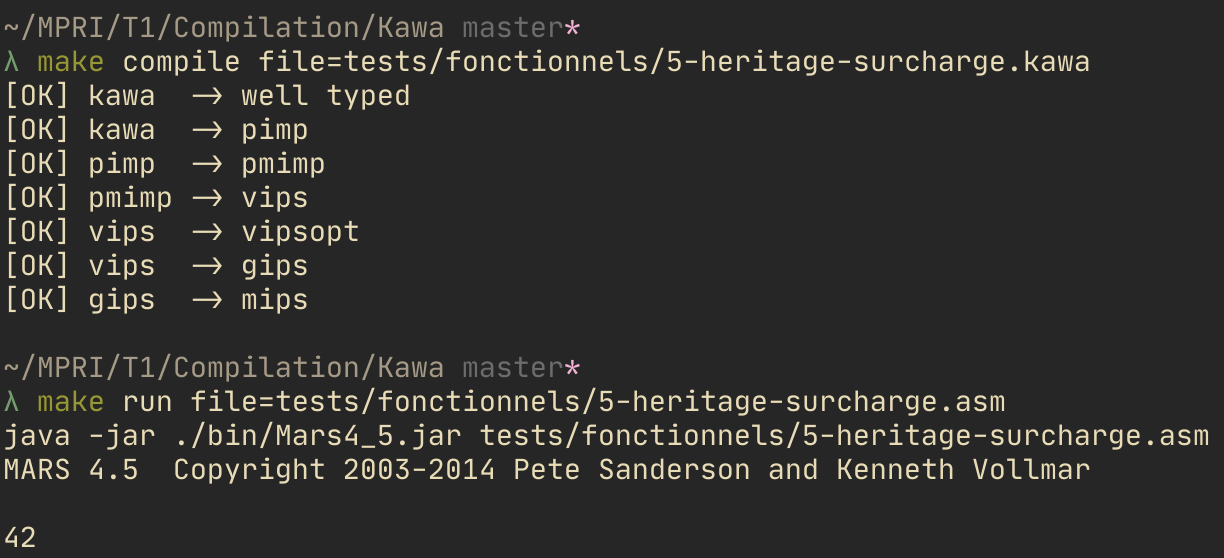 ~/MPRI/T1/Compilation/Kawa master*
λ make compile file=tests/fonctionnels/5-heritage-surcharge.kawa
[OK] kawa  → well typed
[OK] kawa  → pimp
[OK] pimp  → pmimp
[OK] pmimp → vips
[OK] vips  → vipsopt
[OK] vips  → gips
[OK] gips  → mips
~/MPRI/T1/Compilation/Kawa master*
λ make run file=tests/fonctionnels/5-heritage-surcharge.asm
java -jar ./bin/Mars4_5.jar tests/fonctionnels/5-heritage-surcharge.asm
MARS 4.5  Copyright 2003-2014 Pete Sanderson and Kenneth Vollmar
42